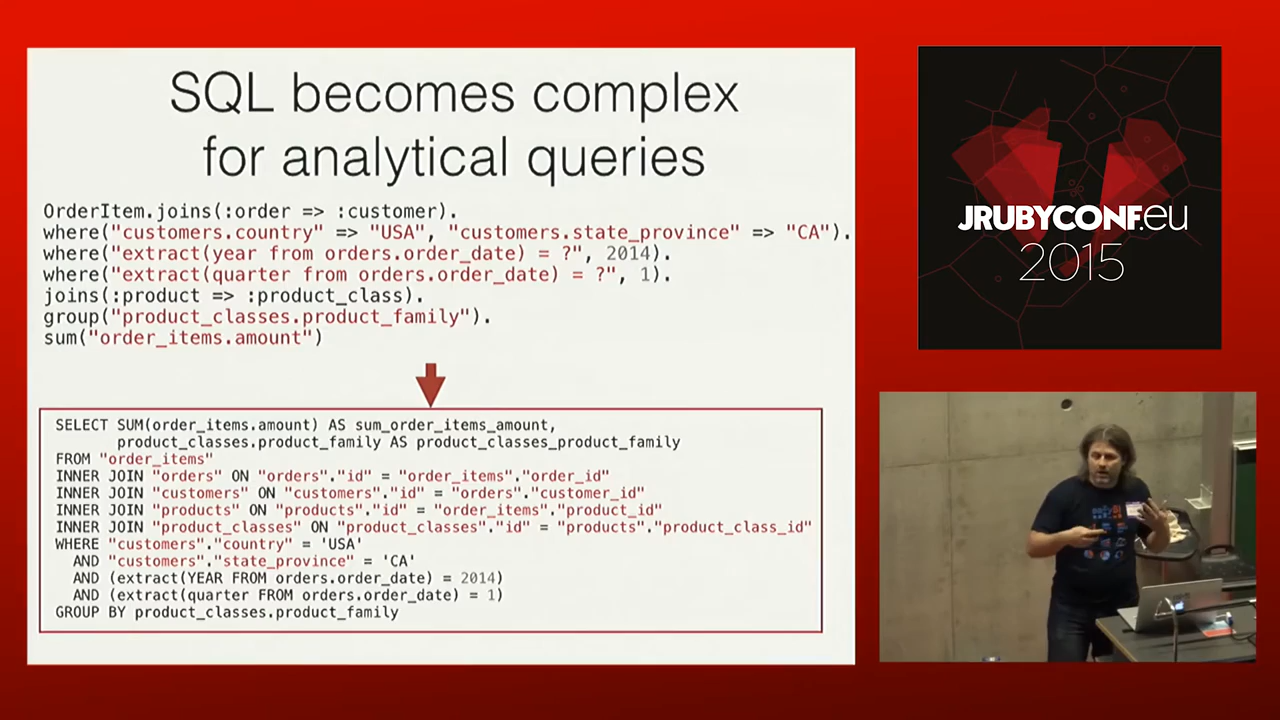 SQL becomes complex
for analytical queries
OrderItem.joins(:order => :customer).
where("customers.country" => "USA", "customers.state_province" => "CA").
where("extract(year from orders.order_date) = ?", 2014).
where("extract(quarter from orders.order_date) = ?", 1).
joins(:product => :product_class).
group("product_classes.product_family").
sum("order_items.amount")
SELECT SUM(order_items.amount) AS sum_order_items_amount,
product_classes.product_family AS product_classes_product_family
FROM "order_items"
INNER JOIN "orders" ON "orders"."id" = "order_items"."order_id"
INNER JOIN "customers" ON "customers"."id" = "orders"."customer_id"
INNER JOIN "products" ON "products"."id" = "order_items"."product_id"
INNER JOIN "product_classes" ON "product_classes"."id" = "products"."product_class_id"
WHERE "customers"."country" = 'USA'
AND "customers"."state_province" = 'CA'
AND (extract(YEAR FROM orders.order_date) = 2014)
AND (extract(quarter FROM orders.order_date) = 1)
GROUP BY product_classes.product_family
JRUBYCONF.eu
2015